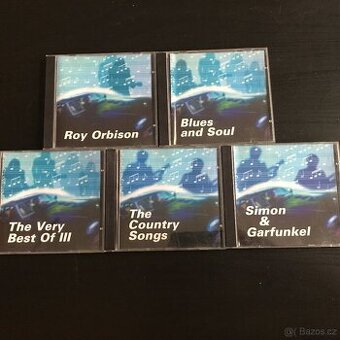 Roy Orbison
Blues
and Soul
The Very
Best Of III
The
Country
Songs
Simon
&
Garfunkel
Bazos.cz